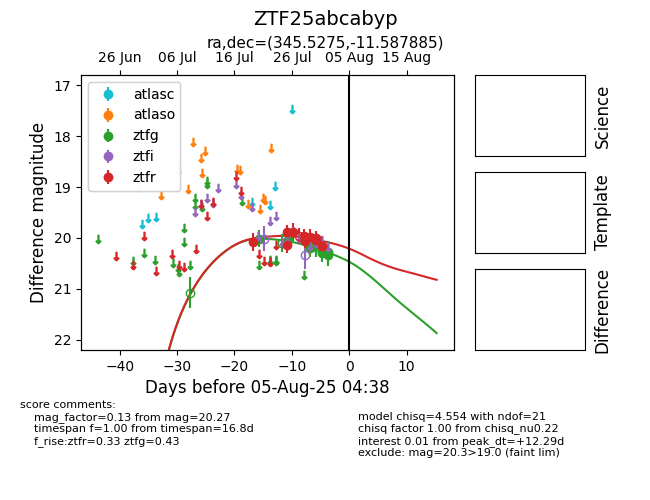 ZTF25abcabyp
ra,dec=(345.5275,-11.587885)
26 Jun 06 Jul 16 Jul 26 Jul 05 Aug 15 Aug
17
18
19
20
21
22
Difference magnitude
atlasc
atlaso
ztfg
ztfi
ztfr
−40 −30 −20 −10 0 10
Days before 05-Aug-25 04:38
Science
Template
Difference
score comments:
mag_factor=0.13 from mag=20.27
timespan f=1.00 from timespan=16.8d
f_rise:ztfr=0.33 ztfg=0.43
model chisq=4.554 with ndof=21
chisq factor 1.00 from chisq_nu0.22
interest 0.01 from peak_dt=+12.29d
exclude: mag=20.3>19.0 (faint lim)